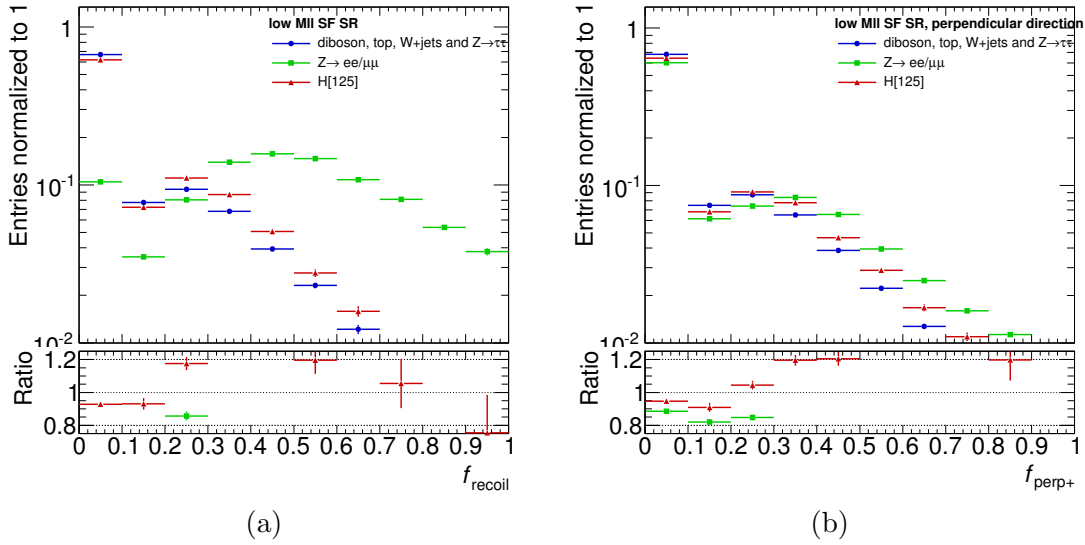 low Mll SF SR
diboson, top, W+jets and Z→ττ
Z→ ee/μμ
H[125]
Entries normalized to 1
1
10⁻¹
10⁻²
Ratio
1.2
1
0.8
0 0.1 0.2 0.3 0.4 0.5 0.6 0.7 0.8 0.9 1
f_recoil
(a)
low Mll SF SR, perpendicular direction
diboson, top, W+jets and Z→ττ
Z→ ee/μμ
H[125]
Entries normalized to 1
1
10⁻¹
10⁻²
Ratio
1.2
1
0.8
0 0.1 0.2 0.3 0.4 0.5 0.6 0.7 0.8 0.9 1
f_perp+
(b)